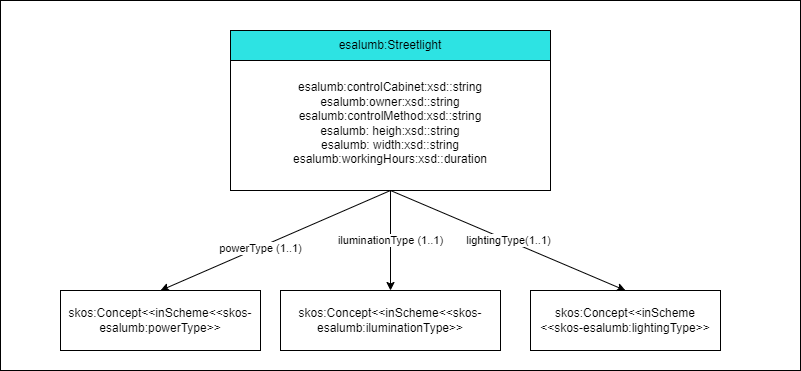 esalumb:Streetlight
esalumb:controlCabinet:xsd::string
esalumb:owner:xsd::string
esalumb:controlMethod:xsd::string
esalumb: heigh:xsd::string
esalumb: width:xsd::string
esalumb:workingHours:xsd::duration
powerType (1..1)
iluminationType (1..1)
lightingType(1..1)
skos:Concept<<inScheme<<skos-
esalumb:powerType>>
skos:Concept<<inScheme<<skos-
esalumb:iluminationType>>
skos:Concept<<inScheme
<<skos-esalumb:lightingType>>